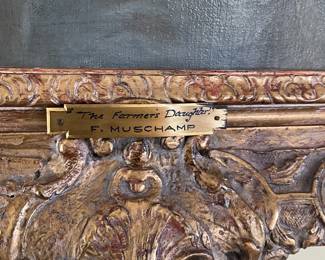 "The Farmers Daughter."
F. MUSCHAMP